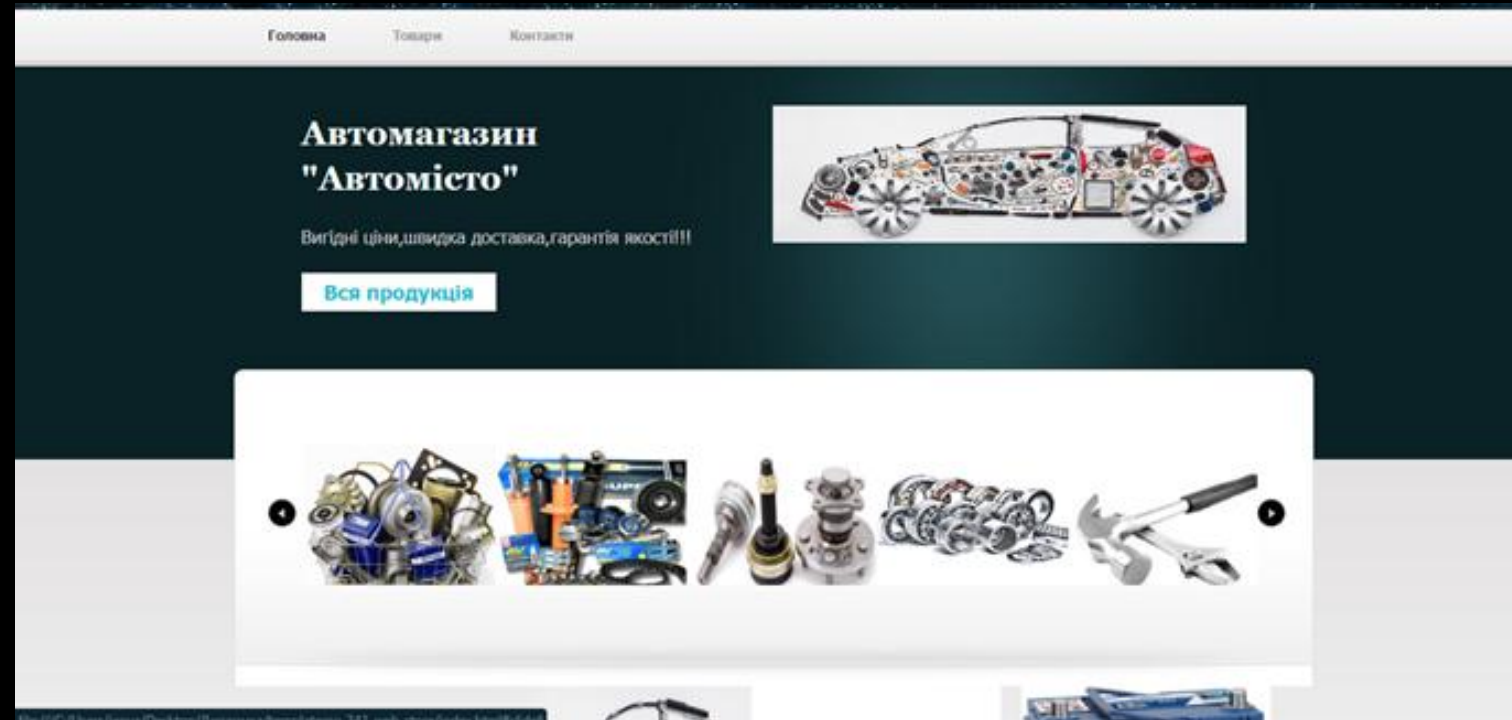 Головна Товари Контакти
Автомагазин
"Автомісто"
Вигідні ціни,швидка доставка,гарантія якості!!!
Вся продукція